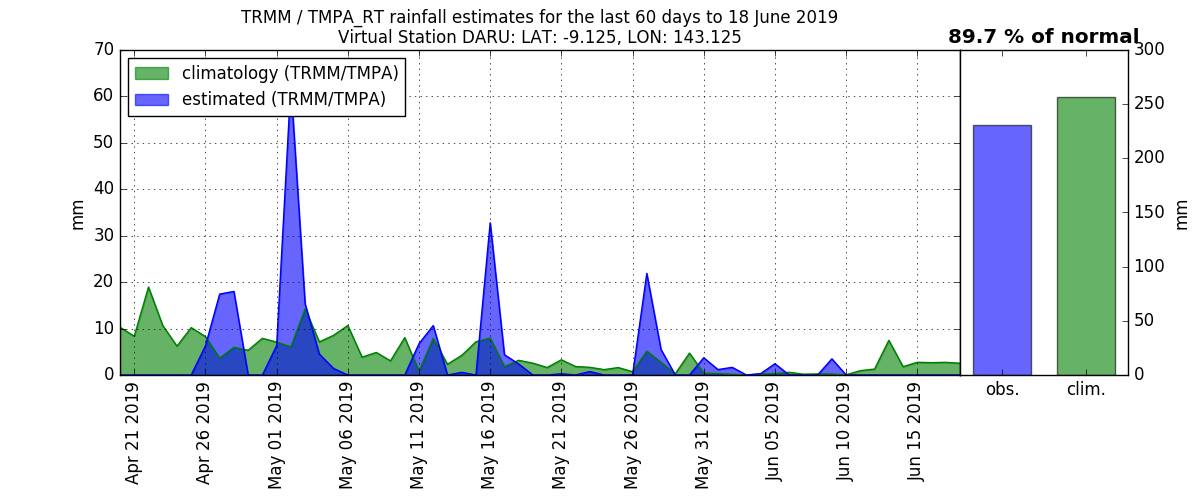 TRMM / TMPA_RT rainfall estimates for the last 60 days to 18 June 2019
Virtual Station DARU: LAT: -9.125, LON: 143.125
89.7 % of normal
climatology (TRMM/TMPA)
estimated (TRMM/TMPA)
70
60
50
40
30
20
10
0
mm
Apr 21 2019
Apr 26 2019
May 01 2019
May 06 2019
May 11 2019
May 16 2019
May 21 2019
May 26 2019
May 31 2019
Jun 05 2019
Jun 10 2019
Jun 15 2019
300
250
200
150
100
50
0
mm
obs.
clim.